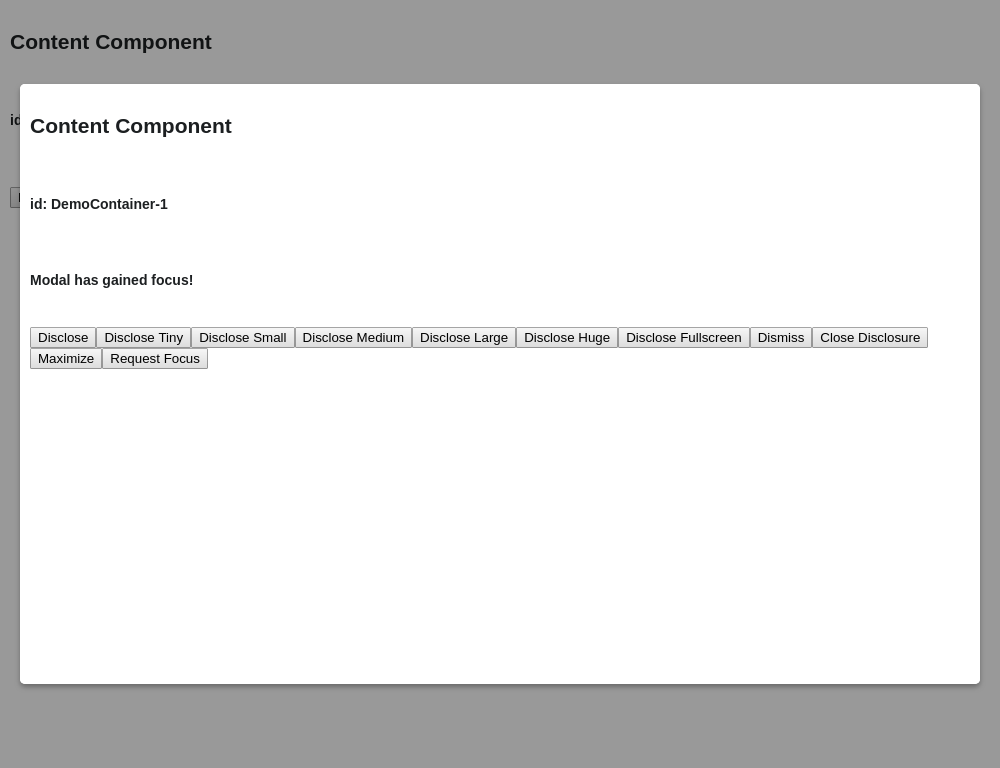 Content Component
Content Component
id: DemoContainer-1
Modal has gained focus!
Disclose Disclose Tiny Disclose Small Disclose Medium Disclose Large Disclose Huge Disclose Fullscreen Dismiss Close Disclosure
Maximize Request Focus